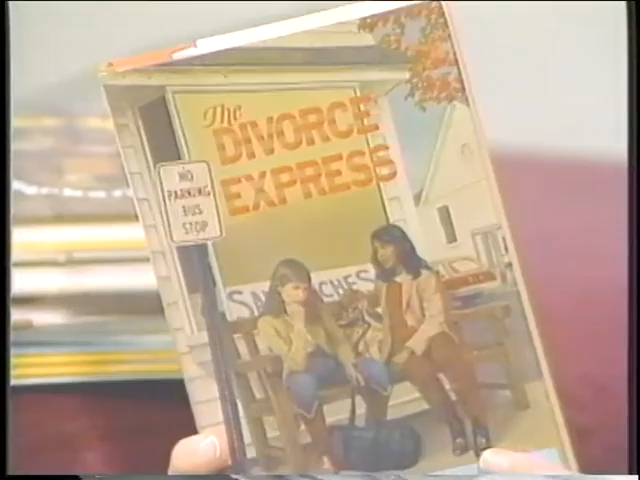 The
DIVORCE
EXPRESS
NO
PARKING
BUS
STOP